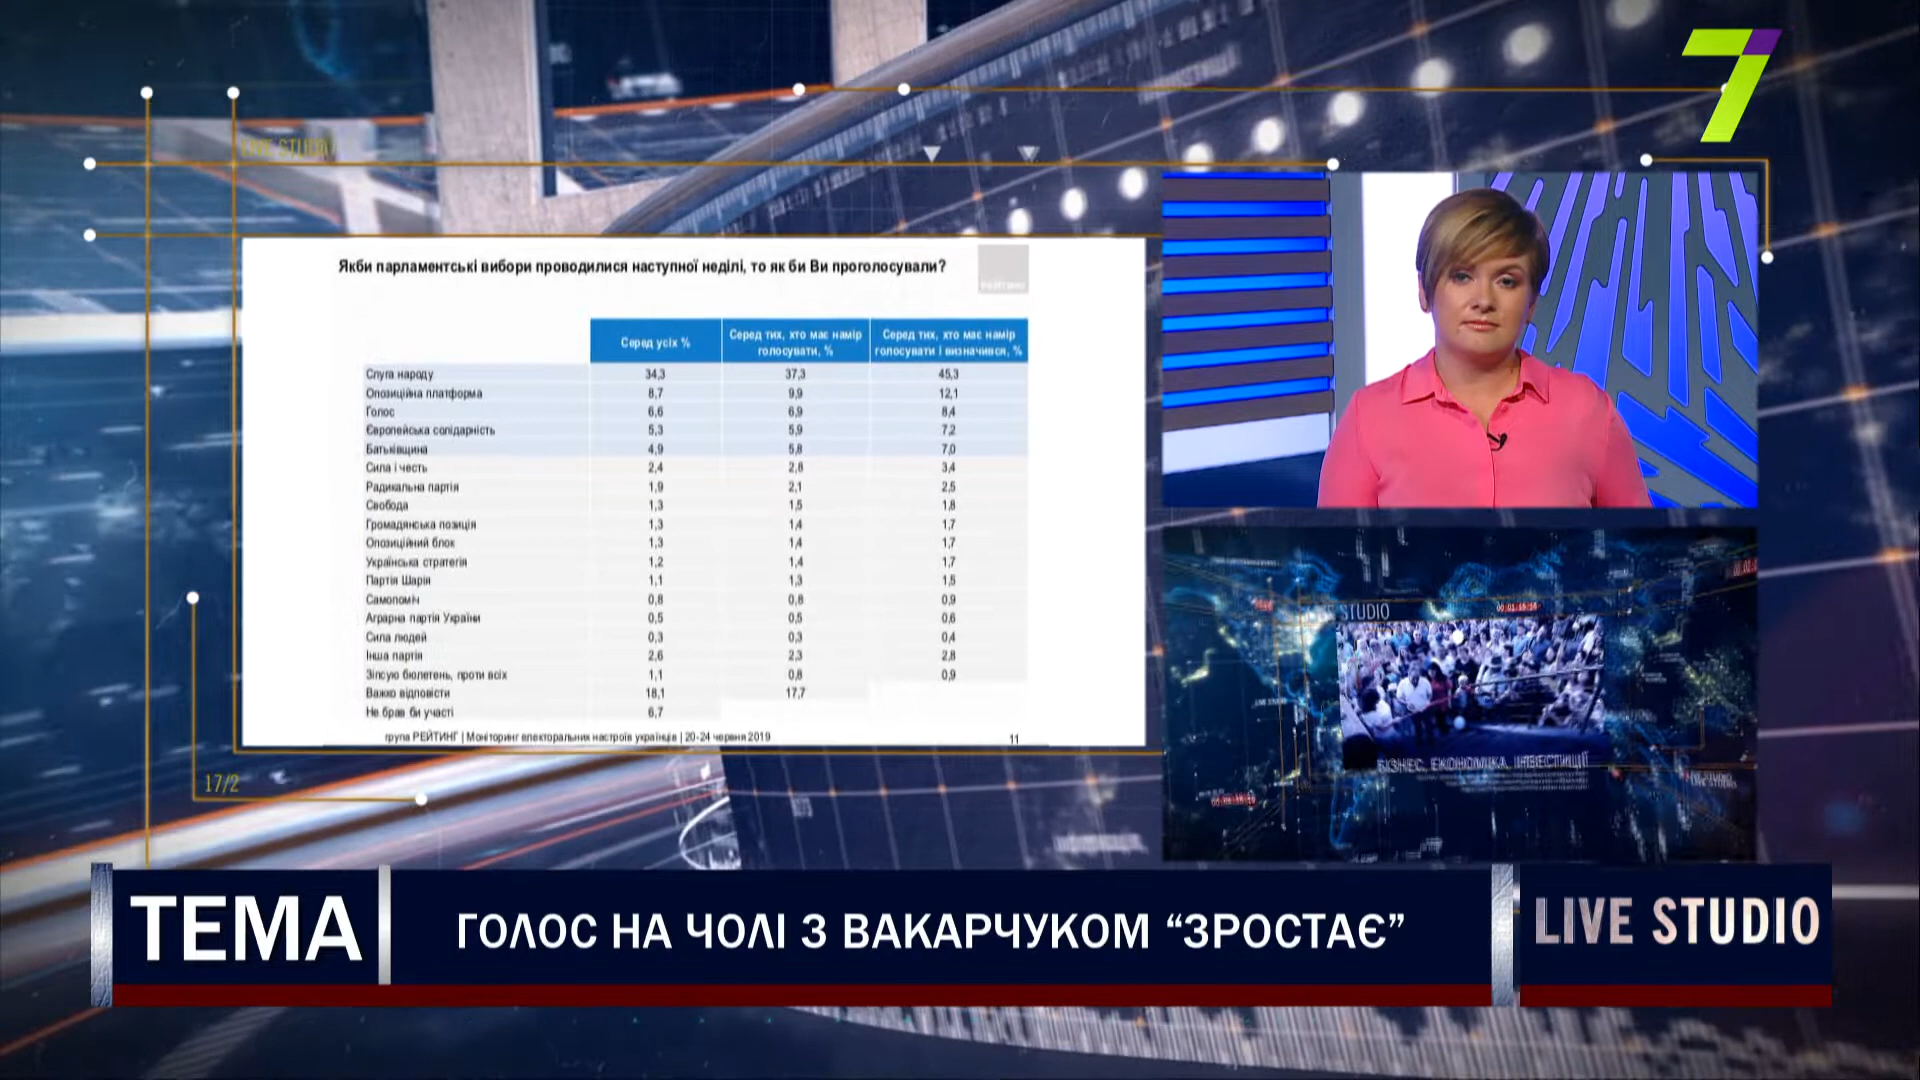 7
LIVE STUDIO
Якби парламентські вибори проводилися наступної неділі, то як би Ви проголосували?
РЕЙТИНГ
Серед усіх % Серед тих, хто має намір голосувати, % Серед тих, хто має намір голосувати і визначився, %
Слуга народу 34,3 37,3 45,3
Опозиційна платформа 8,7 9,9 12,1
Голос 6,6 6,9 8,4
Європейська солідарність 5,3 5,9 7,2
Батьківщина 4,9 5,8 7,0
Сила і честь 2,4 2,8 3,4
Радикальна партія 1,9 2,1 2,5
Свобода 1,3 1,5 1,8
Громадянська позиція 1,3 1,4 1,7
Опозиційний блок 1,3 1,4 1,7
Українська стратегія 1,2 1,4 1,7
Партія Шарія 1,1 1,3 1,5
Самопоміч 0,8 0,8 0,9
Аграрна партія України 0,5 0,5 0,6
Сила людей 0,3 0,3 0,4
Інша партія 2,6 2,3 2,8
Зіпсую бюлетень, проти всіх 1,1 0,8 0,9
Важко відповісти 18,1 17,7
Не брав би участі 6,7
група РЕЙТИНГ | Моніторинг електоральних настроїв українців | 20-24 червня 2019 11
LIVE STUDIO
БІЗНЕС, ЕКОНОМІКА, ІНВЕСТИЦІЇ
LIVE STUDIO
17/2
ТЕМА
ГОЛОС НА ЧОЛІ З ВАКАРЧУКОМ “ЗРОСТАЄ”
LIVE STUDIO